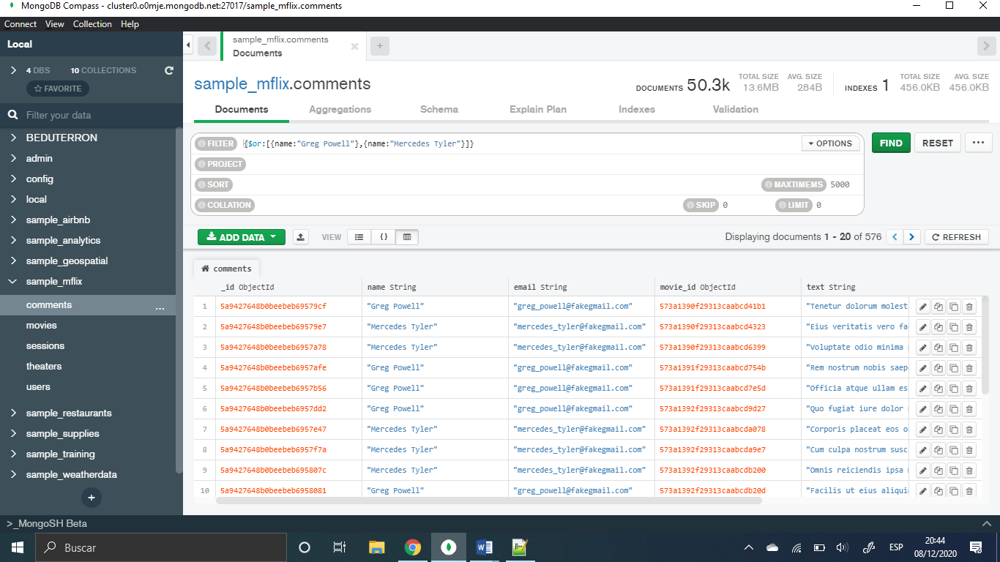 MongoDB Compass - cluster0.o0mje.mongodb.net:27017/sample_mflix.comments
Connect View Collection Help
Local
4 DBS 10 COLLECTIONS
FAVORITE
Filter your data
BEDUTERRON
admin
config
local
sample_airbnb
sample_analytics
sample_geospatial
sample_mflix
comments ...
movies
sessions
theaters
users
sample_restaurants
sample_supplies
sample_training
sample_weatherdata
+
sample_mflix.comments
Documents
+
sample_mflix.comments
DOCUMENTS 50.3k TOTAL SIZE 13.6MB AVG. SIZE 284B INDEXES 1 TOTAL SIZE 456.0KB AVG. SIZE 456.0KB
Documents Aggregations Schema Explain Plan Indexes Validation
FILTER {$or:[{name:"Greg Powell"},{name:"Mercedes Tyler"}]} OPTIONS FIND RESET ...
PROJECT
SORT MAXTIMEMS 5000
COLLATION SKIP 0 LIMIT 0
ADD DATA VIEW {} Displaying documents 1 - 20 of 576 < > REFRESH
comments
_id ObjectId name String email String movie_id ObjectId text String
1 5a9427648b0beebeb69579cf "Greg Powell" "greg_powell@fakegmail.com" 573a1390f29313caabcd41b1 "Tenetur dolorum molest
2 5a9427648b0beebeb69579e7 "Mercedes Tyler" "mercedes_tyler@fakegmail.com" 573a1390f29313caabcd4323 "Eius veritatis vero fa
3 5a9427648b0beebeb6957a78 "Mercedes Tyler" "mercedes_tyler@fakegmail.com" 573a1390f29313caabcd6399 "Voluptate odio minima
4 5a9427648b0beebeb6957afe "Greg Powell" "greg_powell@fakegmail.com" 573a1391f29313caabcd754b "Rem nostrum nobis saep
5 5a9427648b0beebeb6957b56 "Greg Powell" "greg_powell@fakegmail.com" 573a1391f29313caabcd7e5d "Officia atque ullam es
6 5a9427648b0beebeb6957dd2 "Greg Powell" "greg_powell@fakegmail.com" 573a1392f29313caabcd9d27 "Quo fugiat iure dolor
7 5a9427648b0beebeb6957e47 "Mercedes Tyler" "mercedes_tyler@fakegmail.com" 573a1392f29313caabcda078 "Corporis placeat eos o
8 5a9427648b0beebeb6957f7a "Mercedes Tyler" "mercedes_tyler@fakegmail.com" 573a1392f29313caabcda9e7 "Cum culpa nostrum susc
9 5a9427648b0beebeb695807c "Mercedes Tyler" "mercedes_tyler@fakegmail.com" 573a1392f29313caabcdb200 "Omnis reiciendis ipsa
10 5a9427648b0beebeb6958081 "Greg Powell" "greg_powell@fakegmail.com" 573a1392f29313caabcdb20d "Facilis ut eius aliqui
>_MongoSH Beta
Buscar
ESP
20:44
08/12/2020